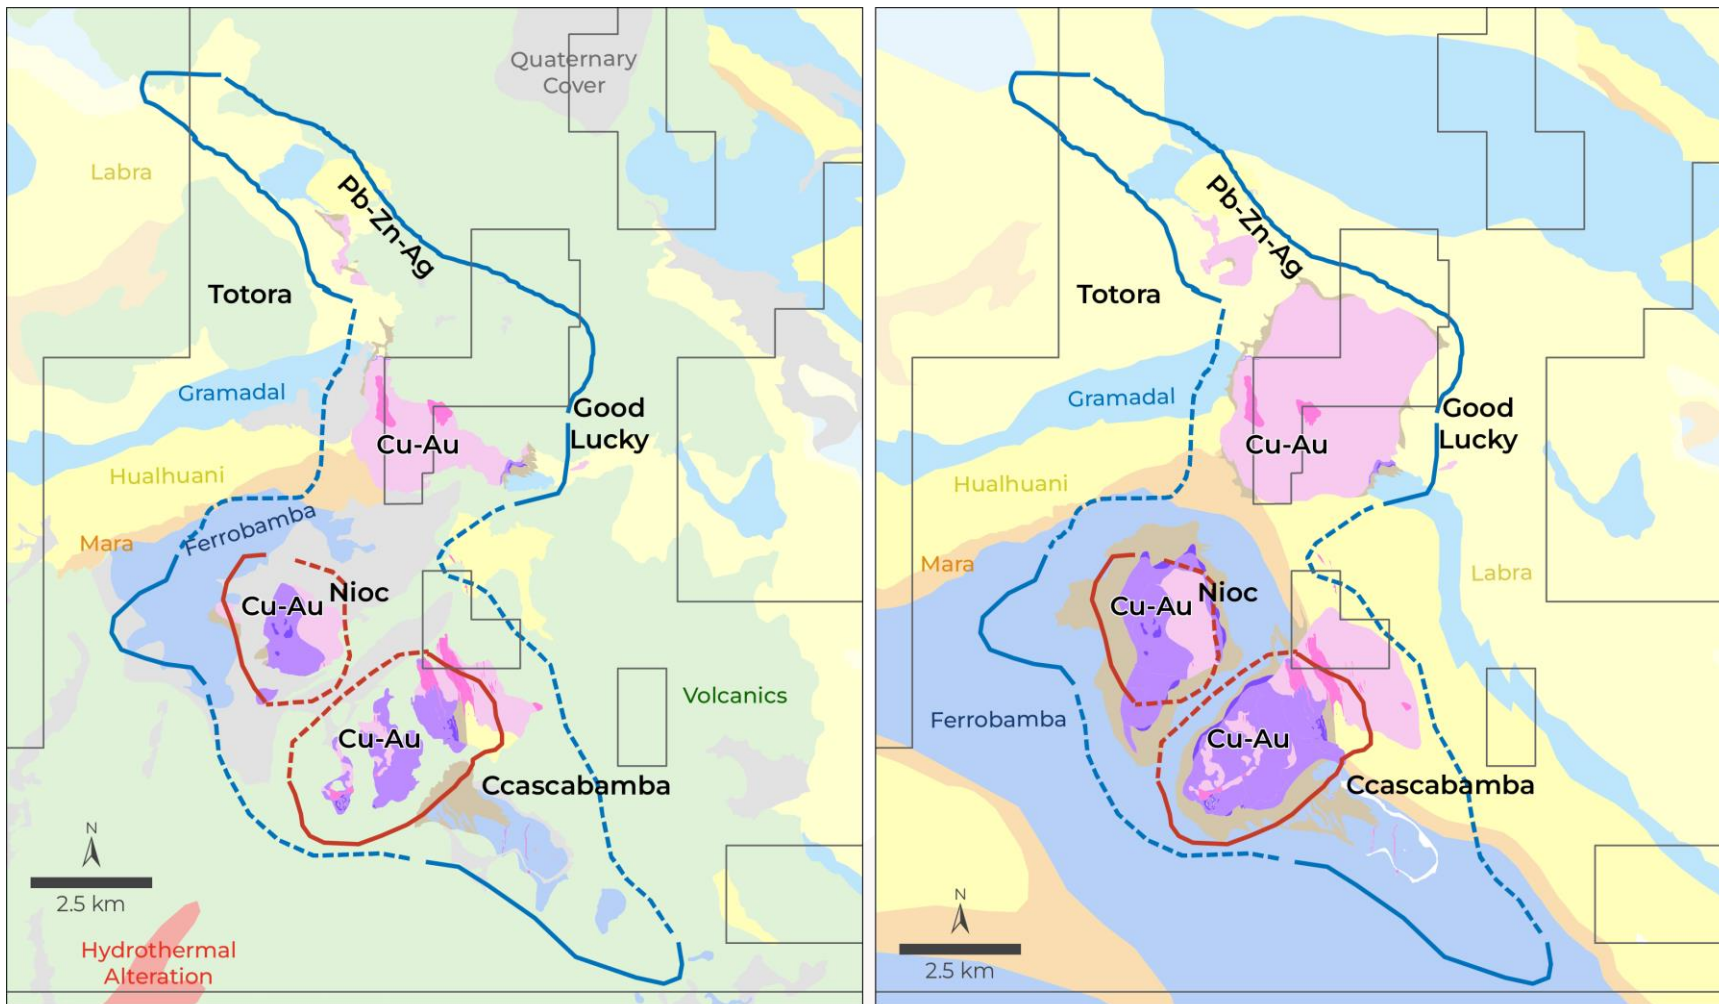 Quaternary
Cover
Labra
Pb-Zn-Ag
Totora
Gramadal
Good
Lucky
Cu-Au
Hualhuani
Ferrobamba
Mara
Nioc
Cu-Au
Volcanics
Cu-Au
Ccascabamba
N
2.5 km
Hydrothermal
Alteration
Pb-Zn-Ag
Totora
Gramadal
Good
Lucky
Cu-Au
Hualhuani
Mara
Labra
Nioc
Cu-Au
Ferrobamba
Cu-Au
Ccascabamba
N
2.5 km